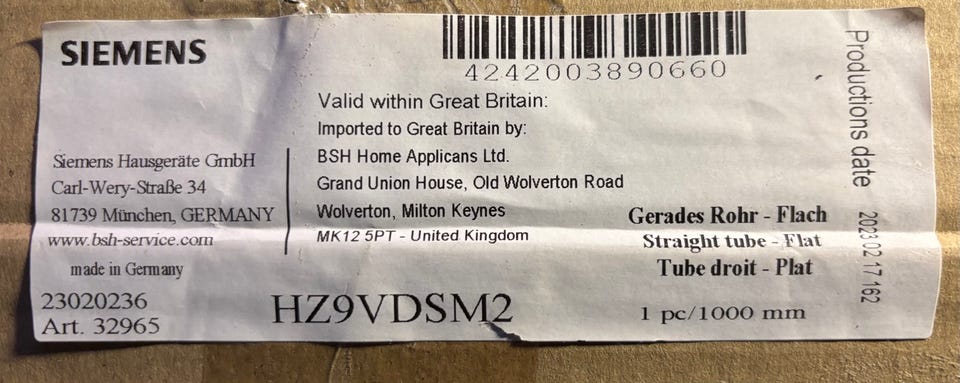 SIEMENS
4242003890660
Valid within Great Britain:
Imported to Great Britain by:
BSH Home Applicans Ltd.
Grand Union House, Old Wolverton Road
Wolverton, Milton Keynes
MK12 5PT - United Kingdom
Siemens Hausgeräte GmbH
Carl-Wery-Straße 34
81739 München, GERMANY
www.bsh-service.com
made in Germany
23020236
Art. 32965
HZ9VDSM2
Gerades Rohr - Flach
Straight tube - Flat
Tube droit - Plat
1 pc/1000 mm
Productions date 2023 02 17 162